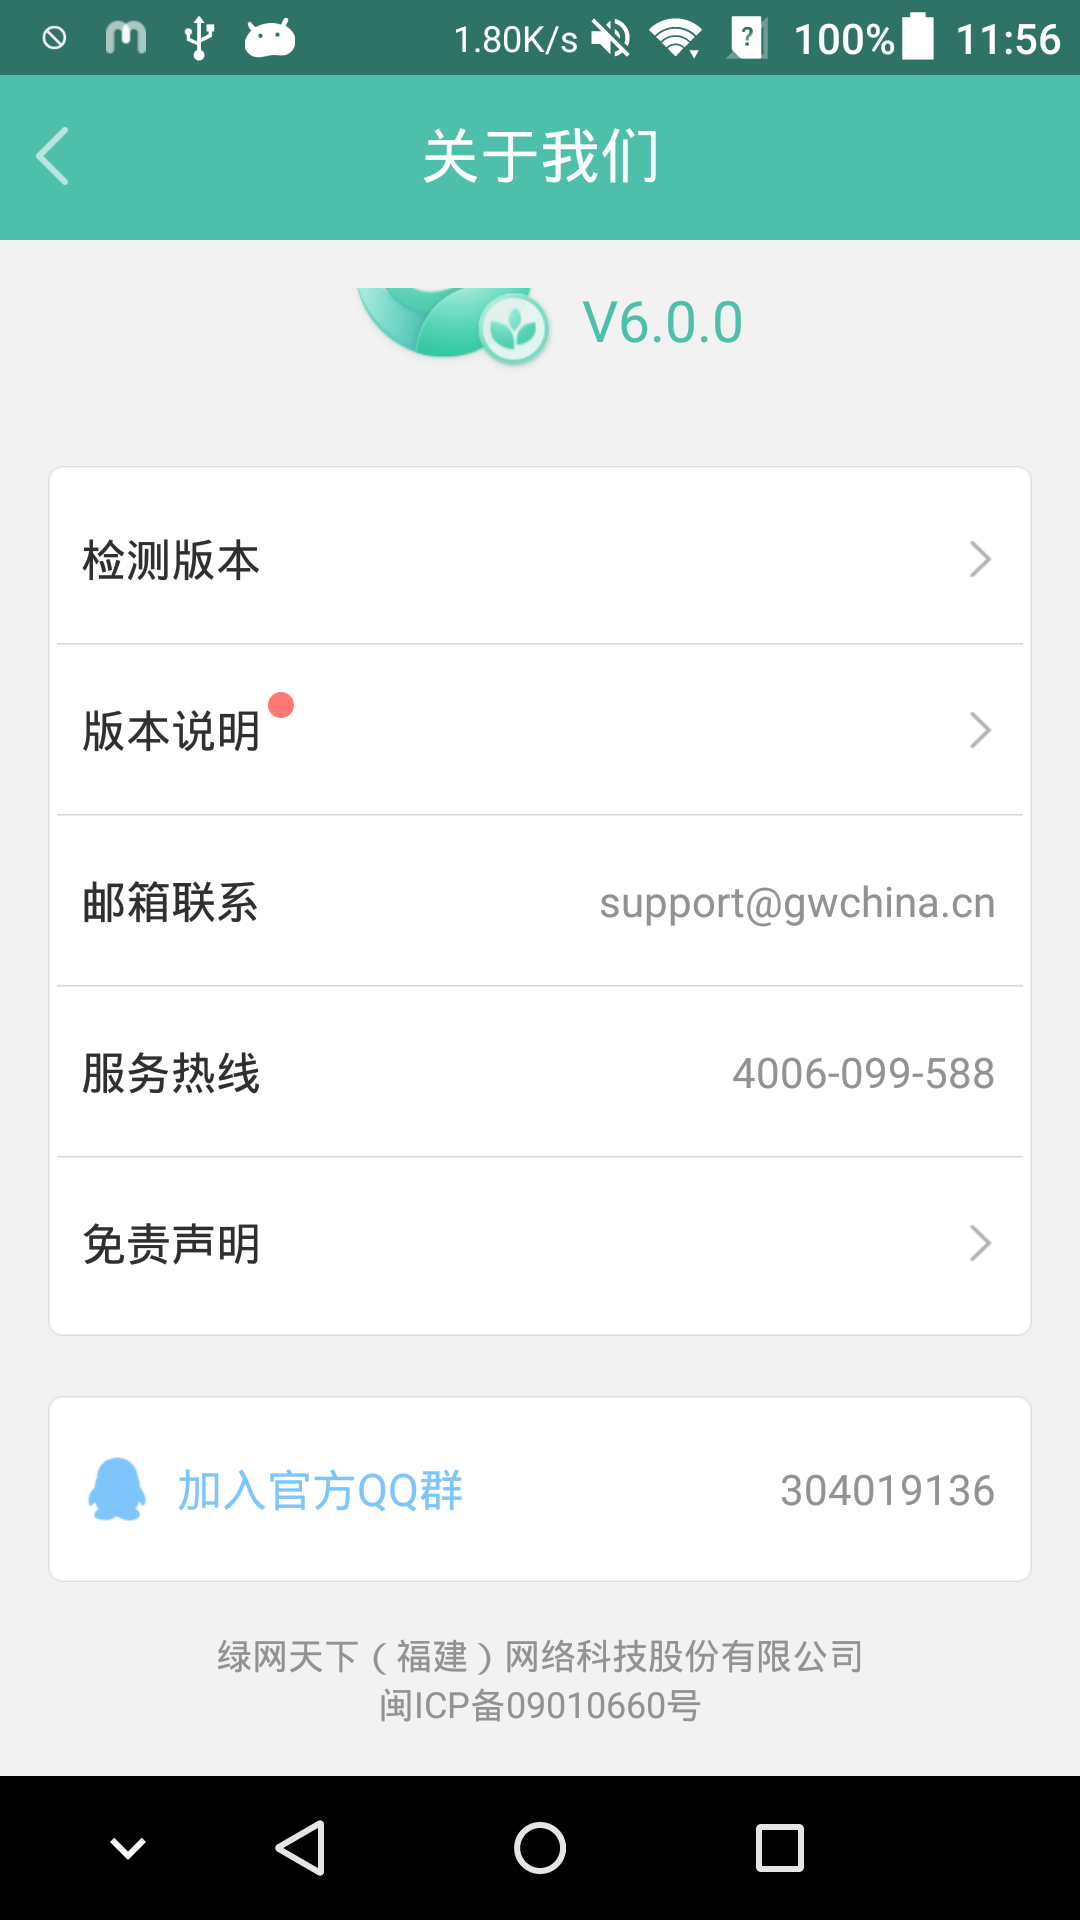 1.80K/s 100% 11:56
关于我们
V6.0.0
检测版本
版本说明
邮箱联系 support@gwchina.cn
服务热线 4006-099-588
免责声明
加入官方QQ群 304019136
绿网天下（福建）网络科技股份有限公司
闽ICP备09010660号